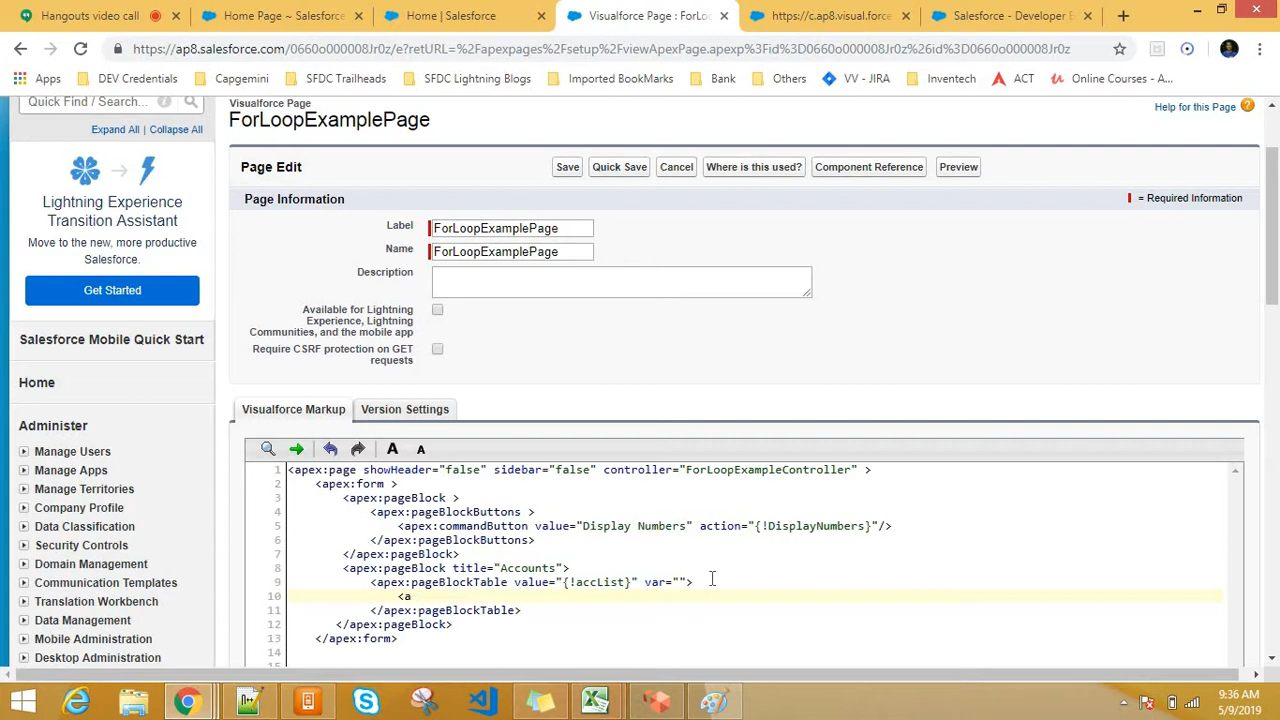 Hangouts video call
Home Page ~ Salesforce
Home | Salesforce
Visualforce Page : ForLo
https://c.ap8.visual.force
Salesforce - Developer E
https://ap8.salesforce.com/0660o000008Jr0z/e?retURL=%2Fapexpages%2Fsetup%2FviewApexPage.apexp%3Fid%3D0660o000008Jr0z%26id%3D0660o000008Jr0z
Apps
DEV Credentials
Capgemini
SFDC Trailheads
SFDC Lightning Blogs
Imported BookMarks
Bank
Others
VV - JIRA
Inventech
ACT
Online Courses - A...
Quick Find / Search...
Expand All | Collapse All
Lightning Experience
Transition Assistant
Move to the new, more productive
Salesforce.
Get Started
Salesforce Mobile Quick Start
Home
Administer
Manage Users
Manage Apps
Manage Territories
Company Profile
Data Classification
Security Controls
Domain Management
Communication Templates
Translation Workbench
Data Management
Mobile Administration
Desktop Administration
Visualforce Page
ForLoopExamplePage
Help for this Page
Page Edit
Save
Quick Save
Cancel
Where is this used?
Component Reference
Preview
Page Information
= Required Information
Label
ForLoopExamplePage
Name
ForLoopExamplePage
Description
Available for Lightning
Experience, Lightning
Communities, and the mobile app
Require CSRF protection on GET
requests
Visualforce Markup
Version Settings
A A
1 <apex:page showHeader="false" sidebar="false" controller="ForLoopExampleController" >
2 <apex:form >
3 <apex:pageBlock >
4 <apex:pageBlockButtons >
5 <apex:commandButton value="Display Numbers" action="{!DisplayNumbers}"/>
6 </apex:pageBlockButtons>
7 </apex:pageBlock>
8 <apex:pageBlock title="Accounts">
9 <apex:pageBlockTable value="{!accList}" var="">
10 <a
11 </apex:pageBlockTable>
12 </apex:pageBlock>
13 </apex:form>
14
9:36 AM
5/9/2019